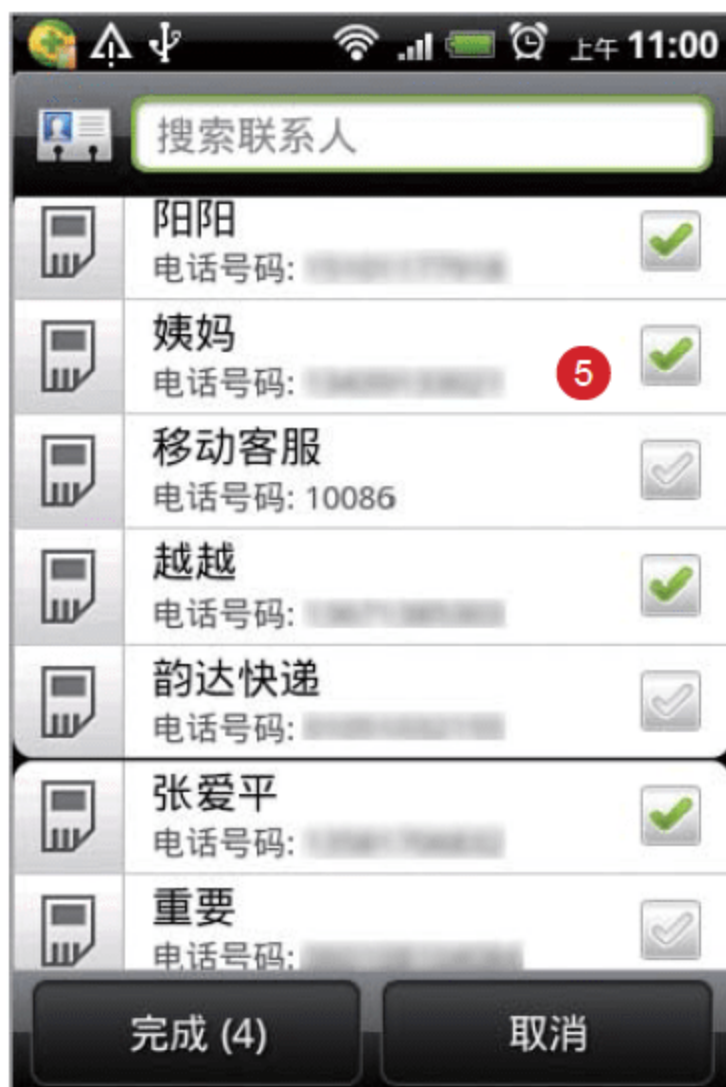 上午 11:00
搜索联系人
阳阳
电话号码:
姨妈
电话号码:
5
移动客服
电话号码: 10086
越越
电话号码:
韵达快递
电话号码:
张爱平
电话号码:
重要
电话号码:
完成 (4)
取消